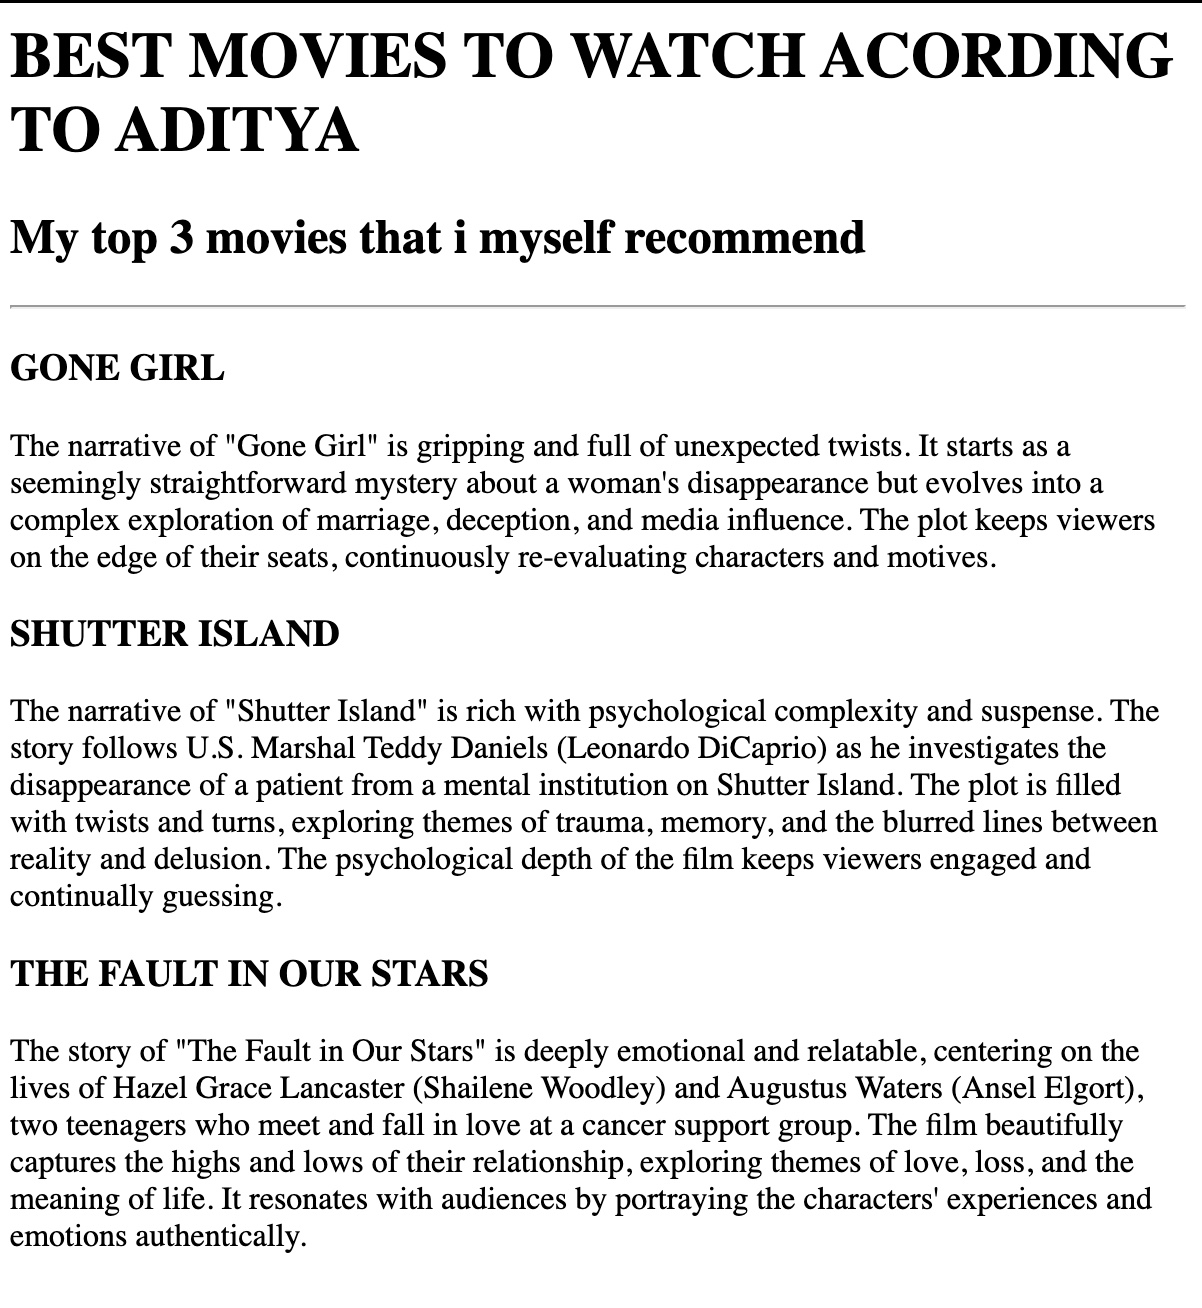 BEST MOVIES TO WATCH ACORDING
TO ADITYA
My top 3 movies that i myself recommend
GONE GIRL
The narrative of "Gone Girl" is gripping and full of unexpected twists. It starts as a
seemingly straightforward mystery about a woman's disappearance but evolves into a
complex exploration of marriage, deception, and media influence. The plot keeps viewers
on the edge of their seats, continuously re-evaluating characters and motives.
SHUTTER ISLAND
The narrative of "Shutter Island" is rich with psychological complexity and suspense. The
story follows U.S. Marshal Teddy Daniels (Leonardo DiCaprio) as he investigates the
disappearance of a patient from a mental institution on Shutter Island. The plot is filled
with twists and turns, exploring themes of trauma, memory, and the blurred lines between
reality and delusion. The psychological depth of the film keeps viewers engaged and
continually guessing.
THE FAULT IN OUR STARS
The story of "The Fault in Our Stars" is deeply emotional and relatable, centering on the
lives of Hazel Grace Lancaster (Shailene Woodley) and Augustus Waters (Ansel Elgort),
two teenagers who meet and fall in love at a cancer support group. The film beautifully
captures the highs and lows of their relationship, exploring themes of love, loss, and the
meaning of life. It resonates with audiences by portraying the characters' experiences and
emotions authentically.